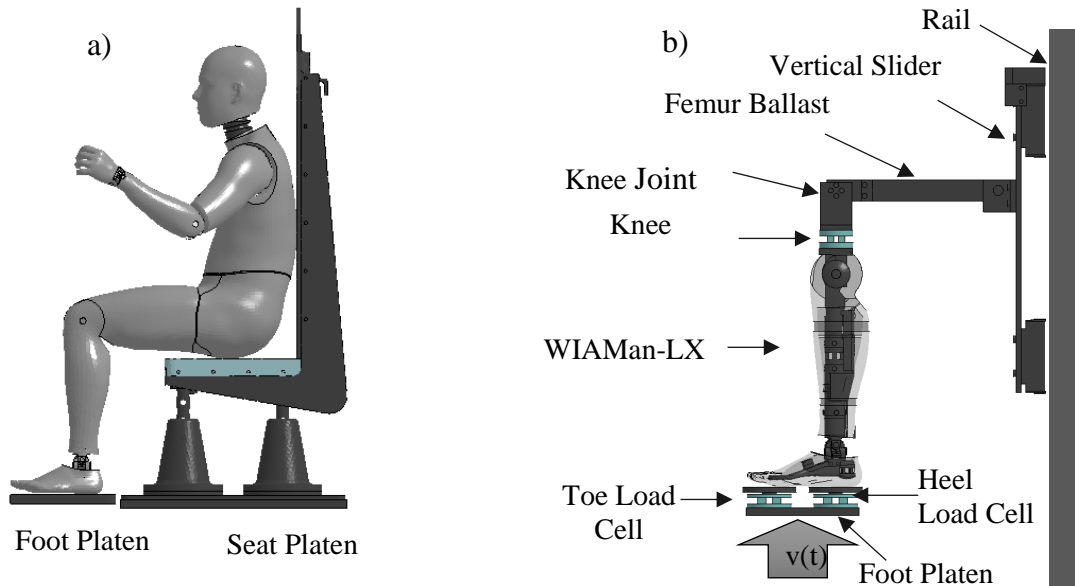 a)
Foot Platen
Seat Platen
b)
Rail
Vertical Slider
Femur Ballast
Knee Joint
Knee
WIAMan-LX
Toe Load
Cell
Heel
Load Cell
v(t)
Foot Platen